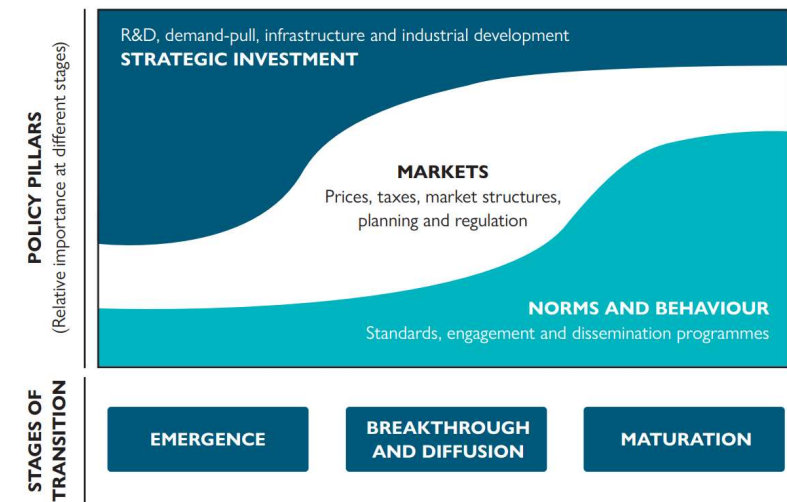 POLICY PILLARS
(Relative importance at different stages)
R&D, demand-pull, infrastructure and industrial development
STRATEGIC INVESTMENT
MARKETS
Prices, taxes, market structures,
planning and regulation
NORMS AND BEHAVIOUR
Standards, engagement and dissemination programmes
STAGES OF
TRANSITION
EMERGENCE
BREAKTHROUGH
AND DIFFUSION
MATURATION